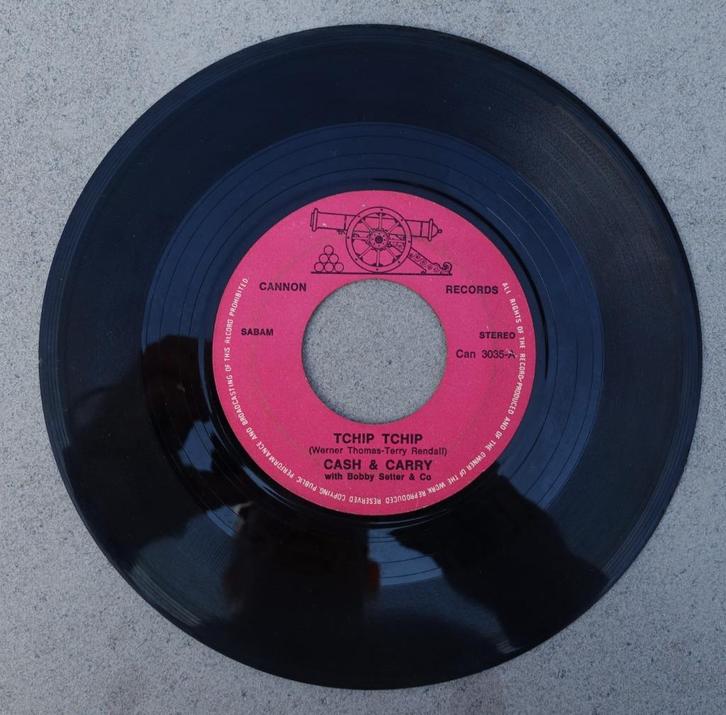 CANNON RECORDS
SABAM
STEREO
Can 3035-A
TCHIP TCHIP
(Werner Thomas-Terry Rendall)
CASH & CARRY
with Bobby Setter & Co
ALL RIGHTS OF THE RECORD-PRODUCED AND OF THE OWNER OF THE WORK REPRODUCED RESERVED COPYING PUBLIC PERFORMANCE AND BROADCASTING OF THIS RECORD PROHIBITED